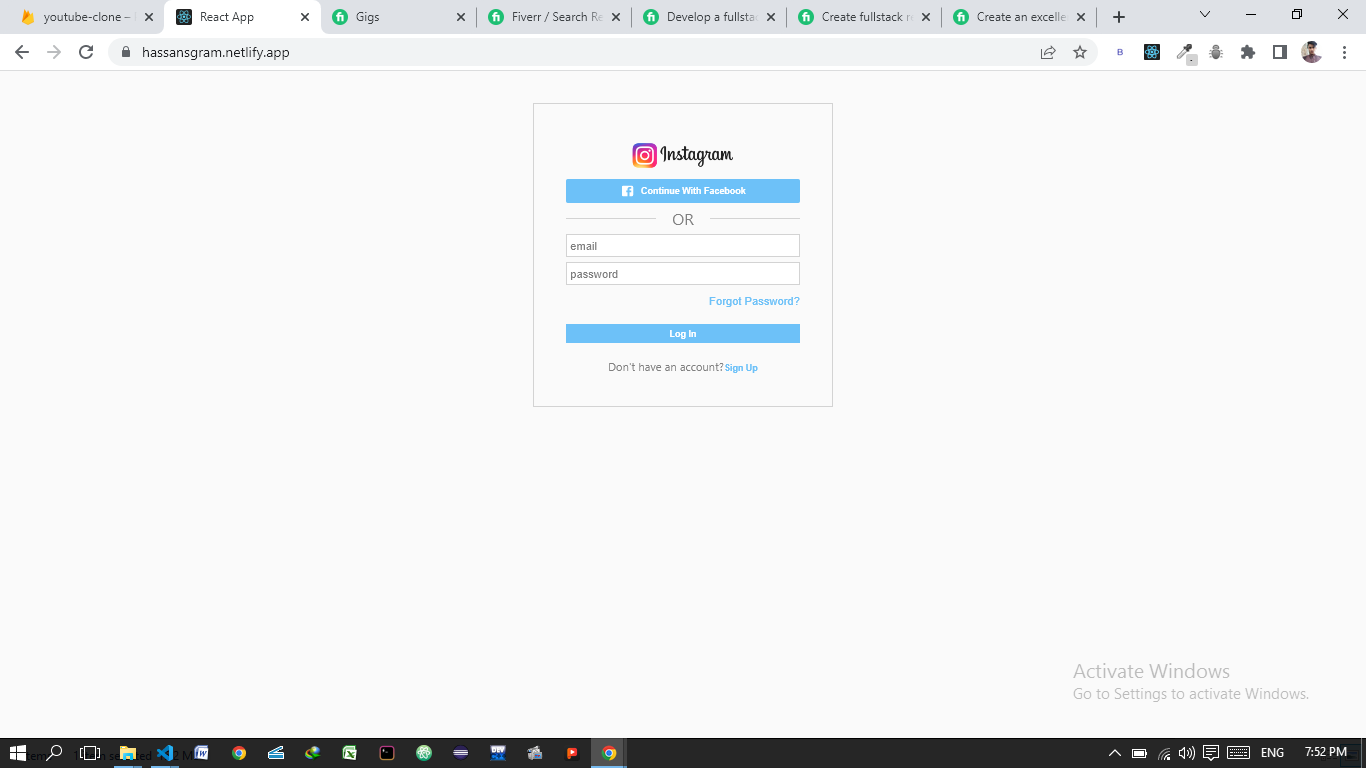 youtube-clone –
React App
Gigs
Fiverr / Search Re
Develop a fullsta
Create fullstack r
Create an excelle
hassansgram.netlify.app
B
Instagram
Continue With Facebook
OR
email
password
Forgot Password?
Log In
Don't have an account?Sign Up
Activate Windows
Go to Settings to activate Windows.
ENG
7:52 PM